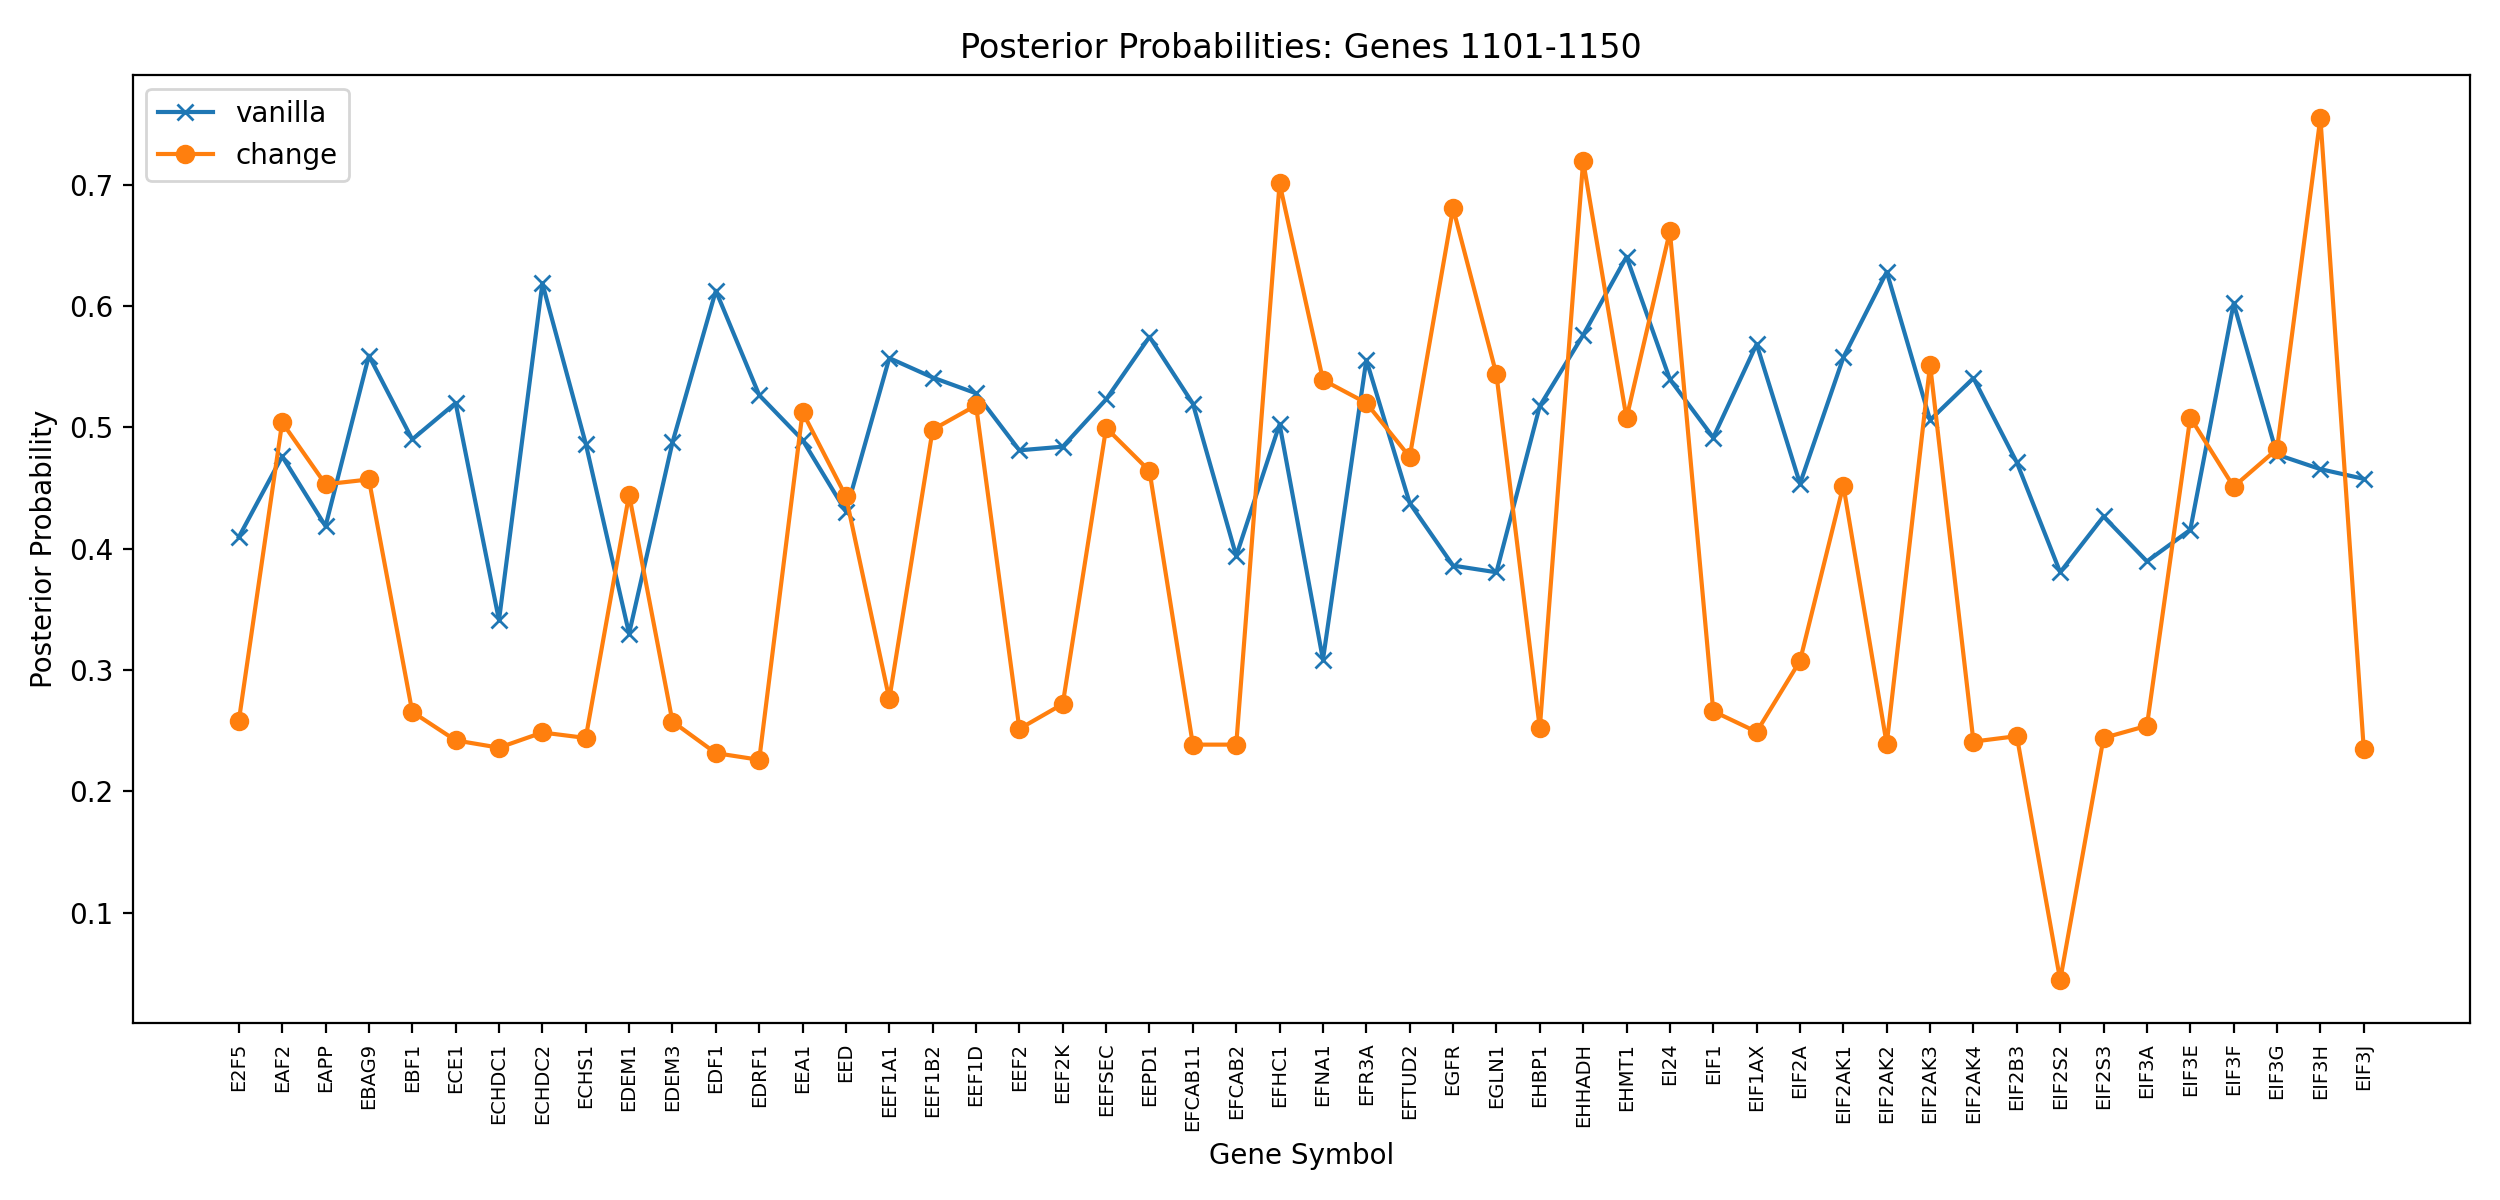 Posterior Probabilities: Genes 1101-1150
vanilla
change
Posterior Probability
0.7
0.6
0.5
0.4
0.3
0.2
0.1
E2F5
EAF2
EAPP
EBAG9
EBF1
ECE1
ECHDC1
ECHDC2
ECHS1
EDEM1
EDEM3
EDF1
EDRF1
EEA1
EED
EEF1A1
EEF1B2
EEF1D
EEF2
EEF2K
EEFSEC
EEPD1
EFCAB11
EFCAB2
EFHC1
EFNA1
EFR3A
EFTUD2
EGFR
EGLN1
EHBP1
EHHADH
EHMT1
EI24
EIF1
EIF1AX
EIF2A
EIF2AK1
EIF2AK2
EIF2AK3
EIF2AK4
EIF2B3
EIF2S2
EIF2S3
EIF3A
EIF3E
EIF3F
EIF3G
EIF3H
EIF3J
Gene Symbol